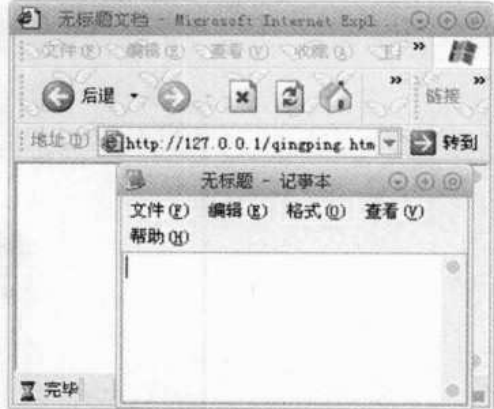 无标题文档 - Microsoft Internet Expl...
文件(F) 编辑(E) 查看(V) 收藏(A) 工具 »
后退 » 链接 »
地址(D) http://127.0.0.1/qingping.htm 转到
无标题 - 记事本
文件(F) 编辑(E) 格式(O) 查看(V)
帮助(H)
完毕